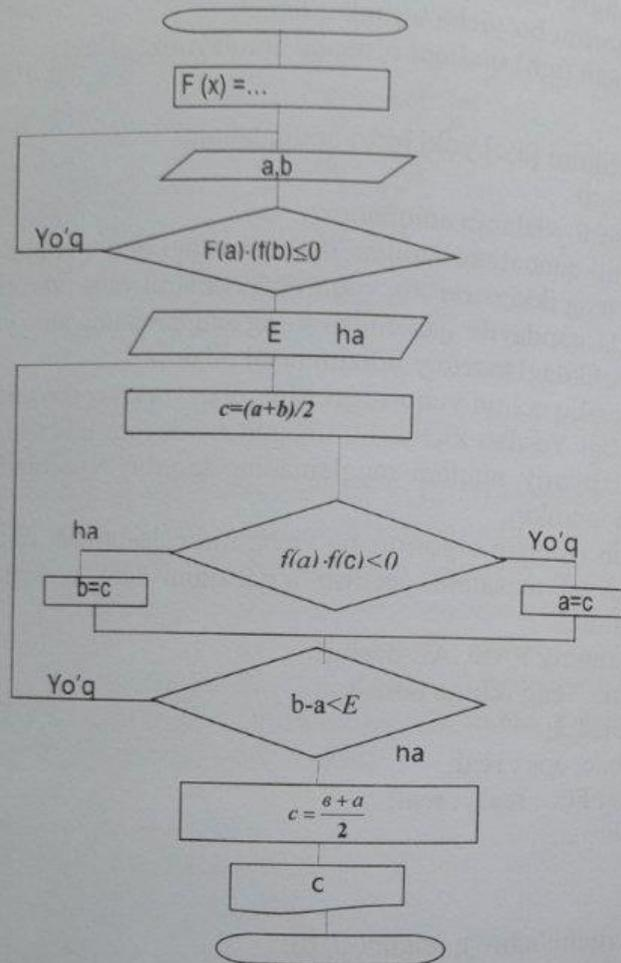 F (x) =...
a,b
Yo'q
F(a)·(f(b)≤0
E ha
c=(a+b)/2
ha
f(a)·f(c)<0
Yo'q
b=c
a=c
Yo'q
b-a<E
ha
c = в + a / 2
c